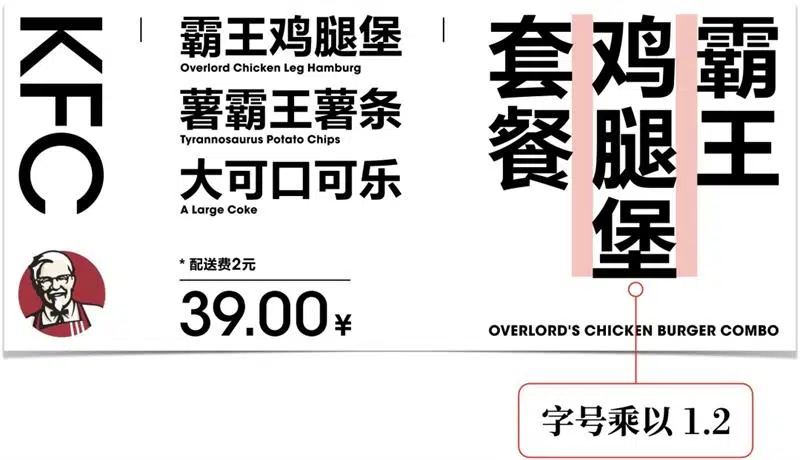 KFC
霸王鸡腿堡
Overlord Chicken Leg Hamburg
薯霸王薯条
Tyrannosaurus Potato Chips
大可口可乐
A Large Coke
* 配送费2元
39.00¥
霸王
鸡腿堡
套餐
OVERLORD'S CHICKEN BURGER COMBO
字号乘以 1.2